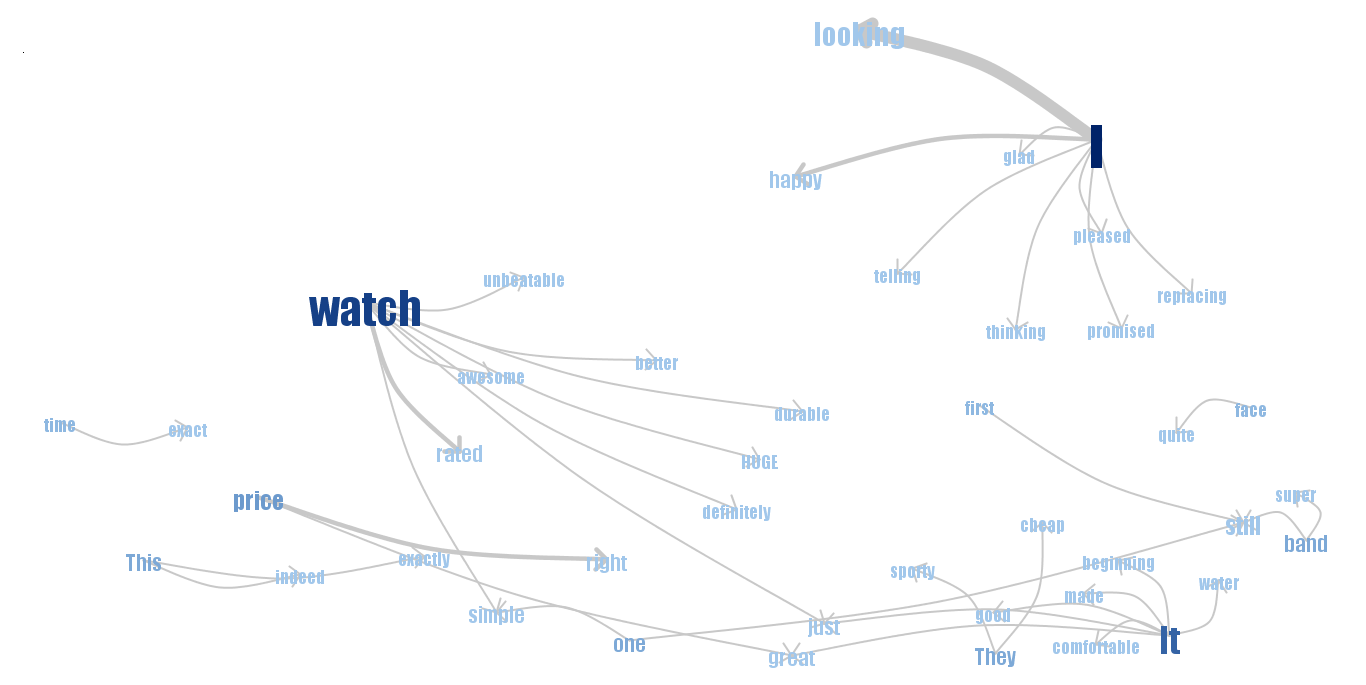 looking
I
glad
happy
pleased
telling
unbeatable
replacing
watch
thinking
promised
better
awesome
durable
first
face
time
exact
quite
rated
HUGE
super
price
definitely
cheap
still
band
This
indeed
exactly
right
sporty
beginning
water
made
simple
just
good
one
great
They
comfortable
It